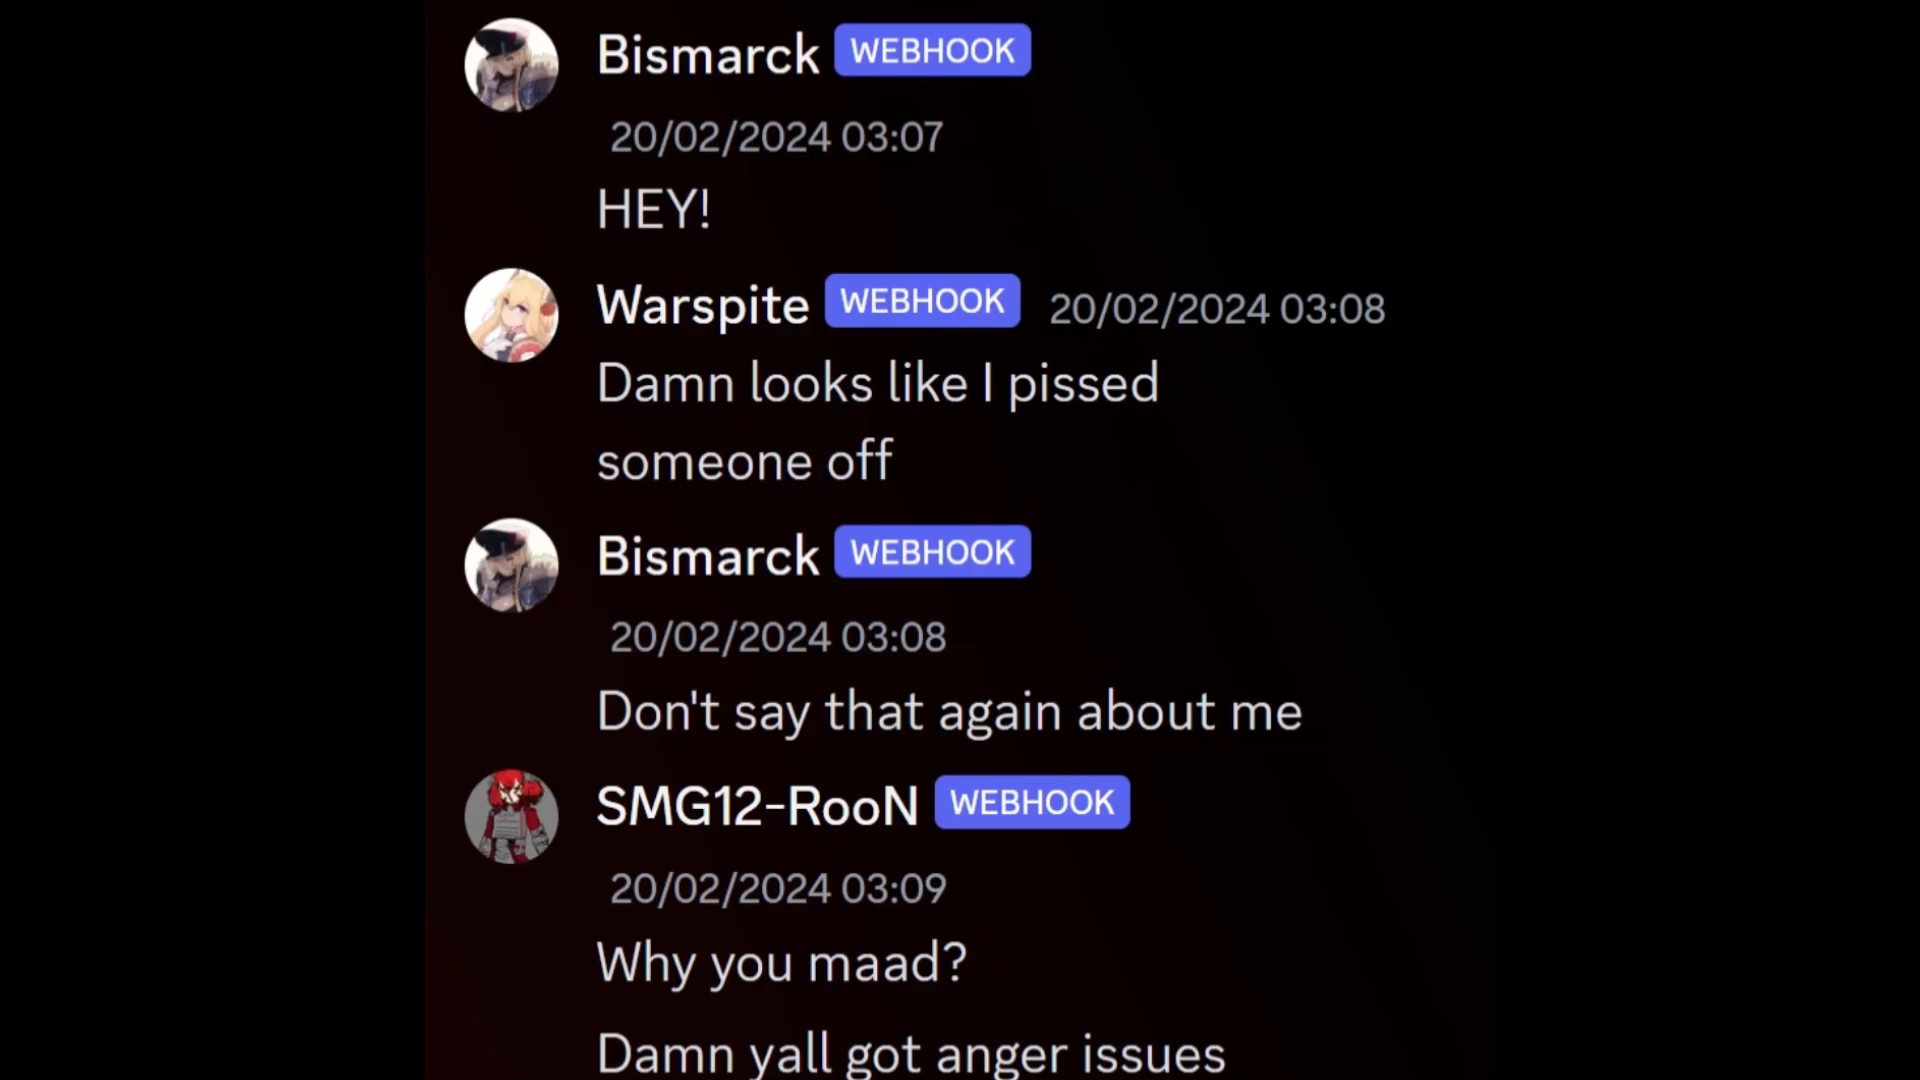 Bismarck WEBHOOK
20/02/2024 03:07
HEY!
Warspite WEBHOOK 20/02/2024 03:08
Damn looks like I pissed
someone off
Bismarck WEBHOOK
20/02/2024 03:08
Don't say that again about me
SMG12-RooN WEBHOOK
20/02/2024 03:09
Why you maad?
Damn yall got anger issues